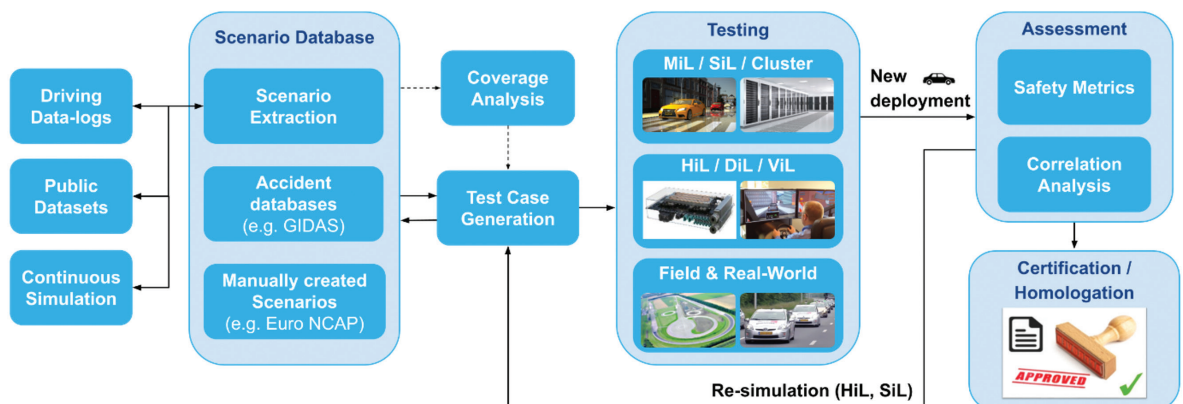 Driving
Data-logs
Public
Datasets
Continuous
Simulation
Scenario Database
Scenario
Extraction
Accident
databases
(e.g. GIDAS)
Manually created
Scenarios
(e.g. Euro NCAP)
Coverage
Analysis
Test Case
Generation
Testing
MiL / SiL / Cluster
HiL / DiL / ViL
Field & Real-World
New
deployment
Re-simulation (HiL, SiL)
Assessment
Safety Metrics
Correlation
Analysis
Certification /
Homologation
APPROVED